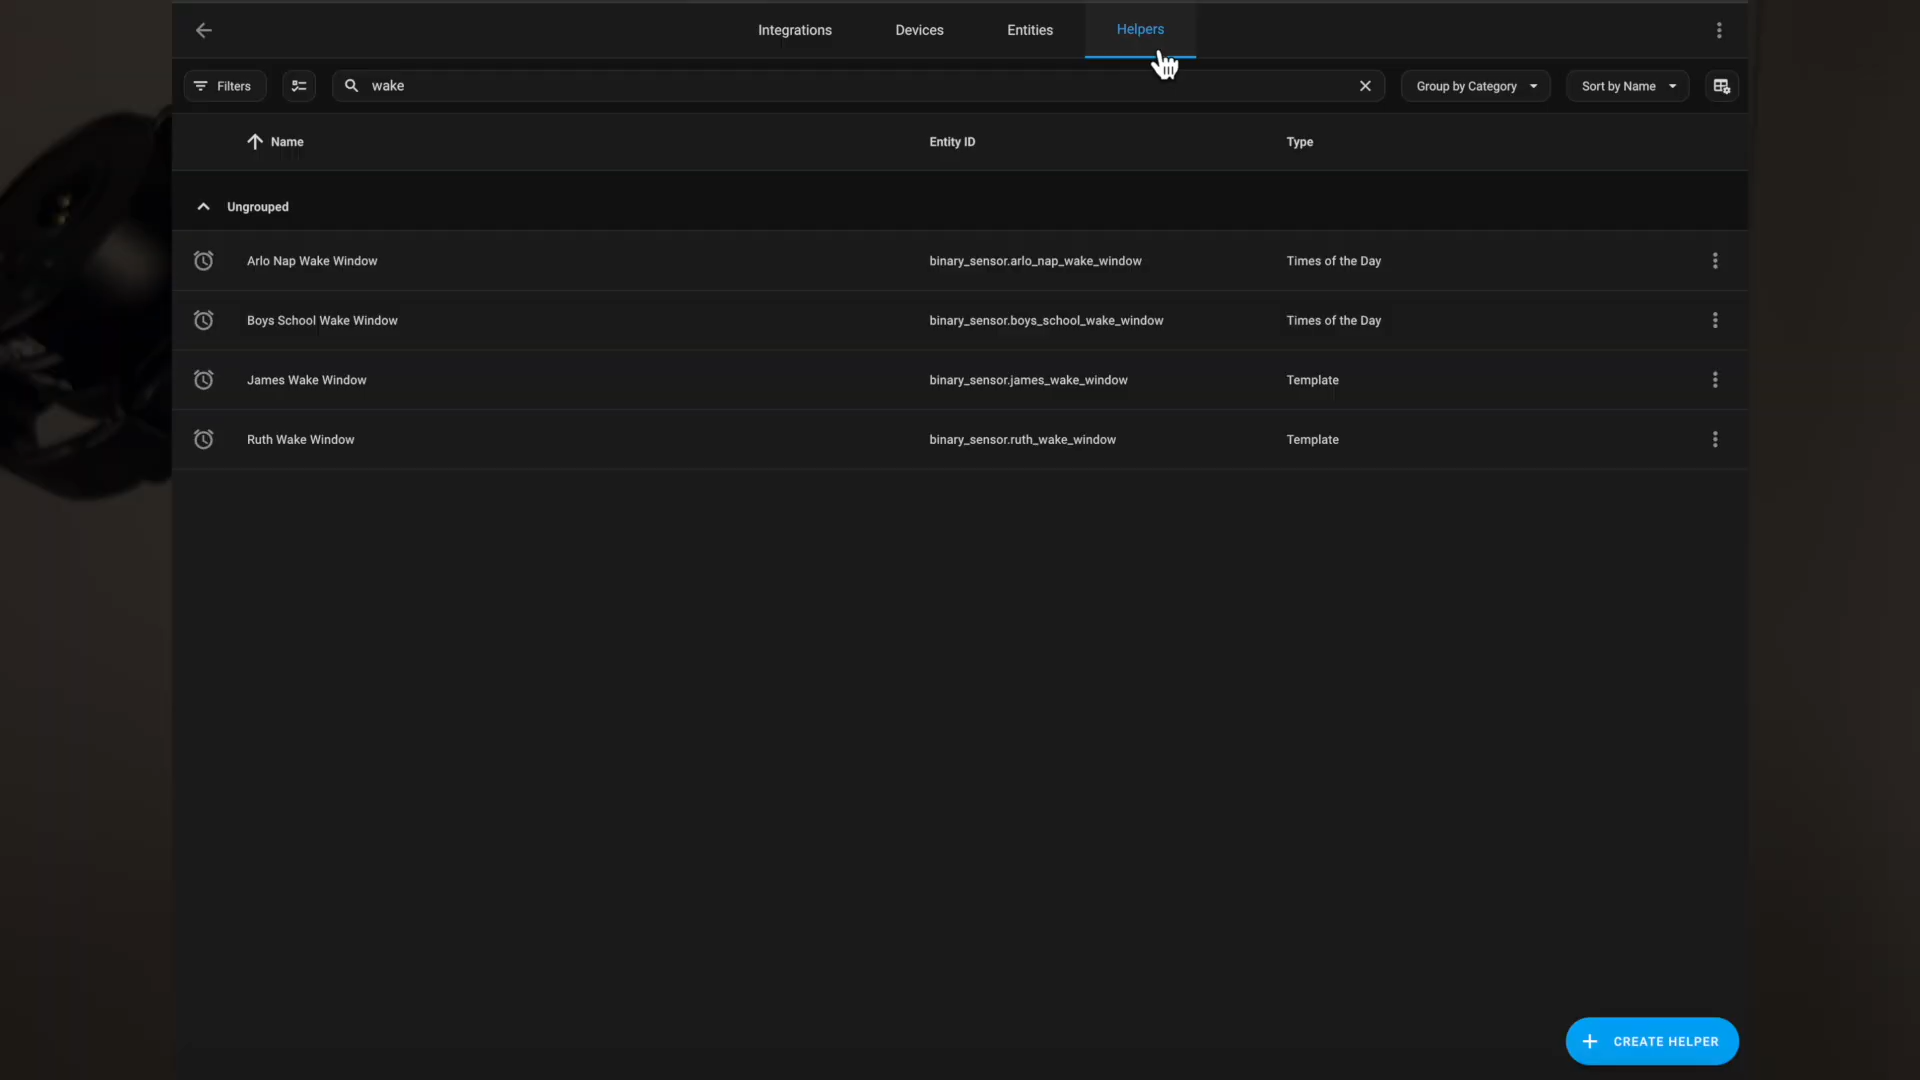 Integrations Devices Entities Helpers
Filters wake Group by Category Sort by Name
Name Entity ID Type
Ungrouped
Arlo Nap Wake Window binary_sensor.arlo_nap_wake_window Times of the Day
Boys School Wake Window binary_sensor.boys_school_wake_window Times of the Day
James Wake Window binary_sensor.james_wake_window Template
Ruth Wake Window binary_sensor.ruth_wake_window Template
CREATE HELPER